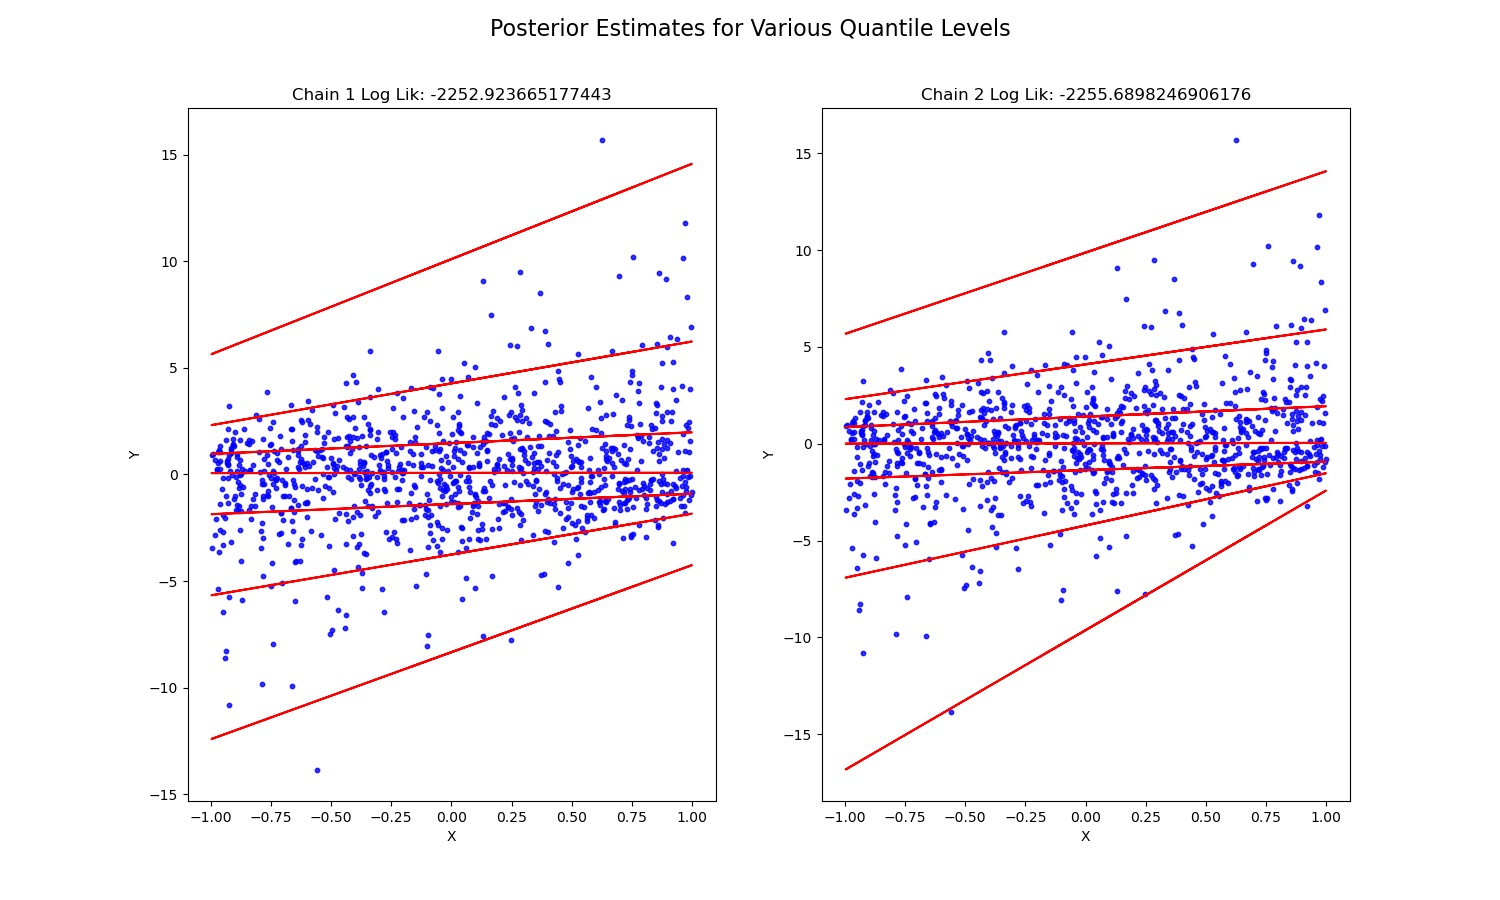 Posterior Estimates for Various Quantile Levels
Chain 1 Log Lik: -2252.923665177443
15
10
5
0
−5
−10
−15
Y
−1.00 −0.75 −0.50 −0.25 0.00 0.25 0.50 0.75 1.00
X
Chain 2 Log Lik: -2255.6898246906176
15
10
5
0
−5
−10
−15
Y
−1.00 −0.75 −0.50 −0.25 0.00 0.25 0.50 0.75 1.00
X